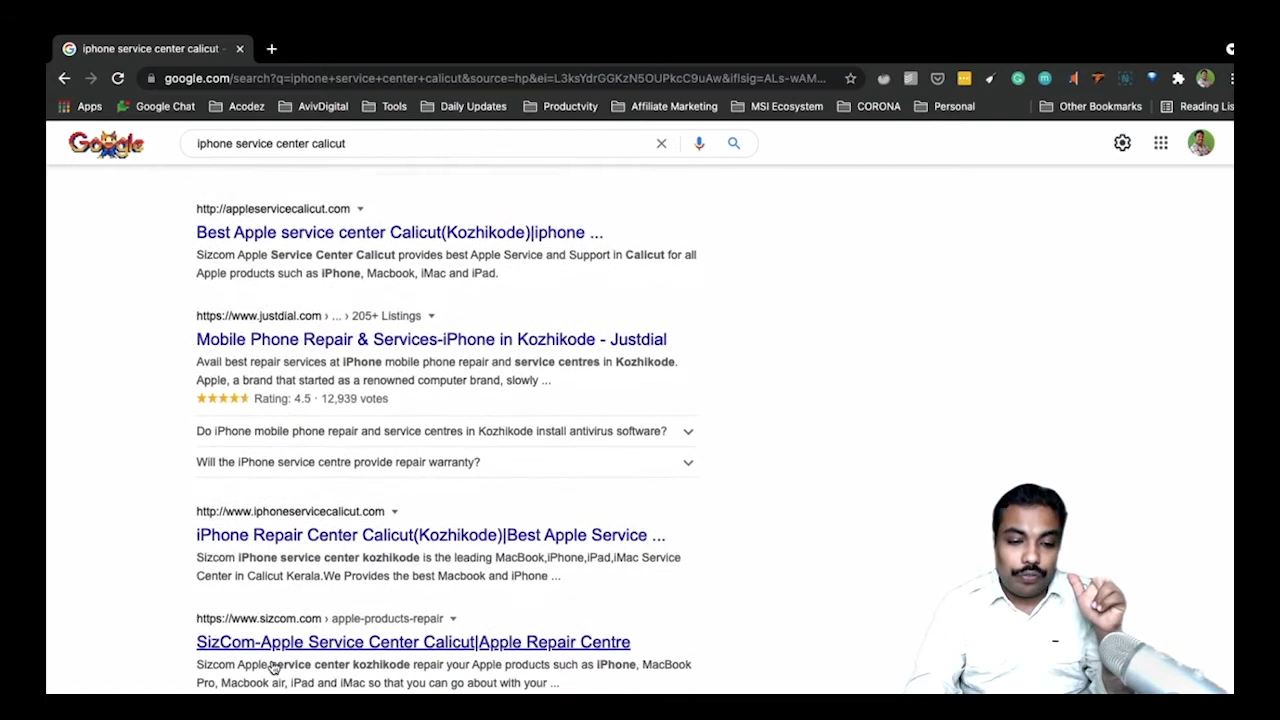 iphone service center calicut -
google.com/search?q=iphone+service+center+calicut&source=hp&ei=L3ksYdrGGKzN5OUPkcC9uAw&iflsig=ALs-wAM...
Apps Google Chat Acodez AvivDigital Tools Daily Updates Productvity Affiliate Marketing MSI Ecosystem CORONA Personal Other Bookmarks Reading Lis
Google iphone service center calicut
http://appleservicecalicut.com
Best Apple service center Calicut(Kozhikode)|iphone ...
Sizcom Apple Service Center Calicut provides best Apple Service and Support in Calicut for all
Apple products such as iPhone, Macbook, iMac and iPad.
https://www.justdial.com › ... › 205+ Listings
Mobile Phone Repair & Services-iPhone in Kozhikode - Justdial
Avail best repair services at iPhone mobile phone repair and service centres in Kozhikode.
Apple, a brand that started as a renowned computer brand, slowly ...
Rating: 4.5 · 12,939 votes
Do iPhone mobile phone repair and service centres in Kozhikode install antivirus software?
Will the iPhone service centre provide repair warranty?
http://www.iphoneservicecalicut.com
iPhone Repair Center Calicut(Kozhikode)|Best Apple Service ...
Sizcom iPhone service center kozhikode is the leading MacBook,iPhone,iPad,iMac Service
Center in Calicut Kerala.We Provides the best Macbook and iPhone ...
https://www.sizcom.com › apple-products-repair
SizCom-Apple Service Center Calicut|Apple Repair Centre
Sizcom Apple service center kozhikode repair your Apple products such as iPhone, MacBook
Pro, Macbook air, iPad and iMac so that you can go about with your ...